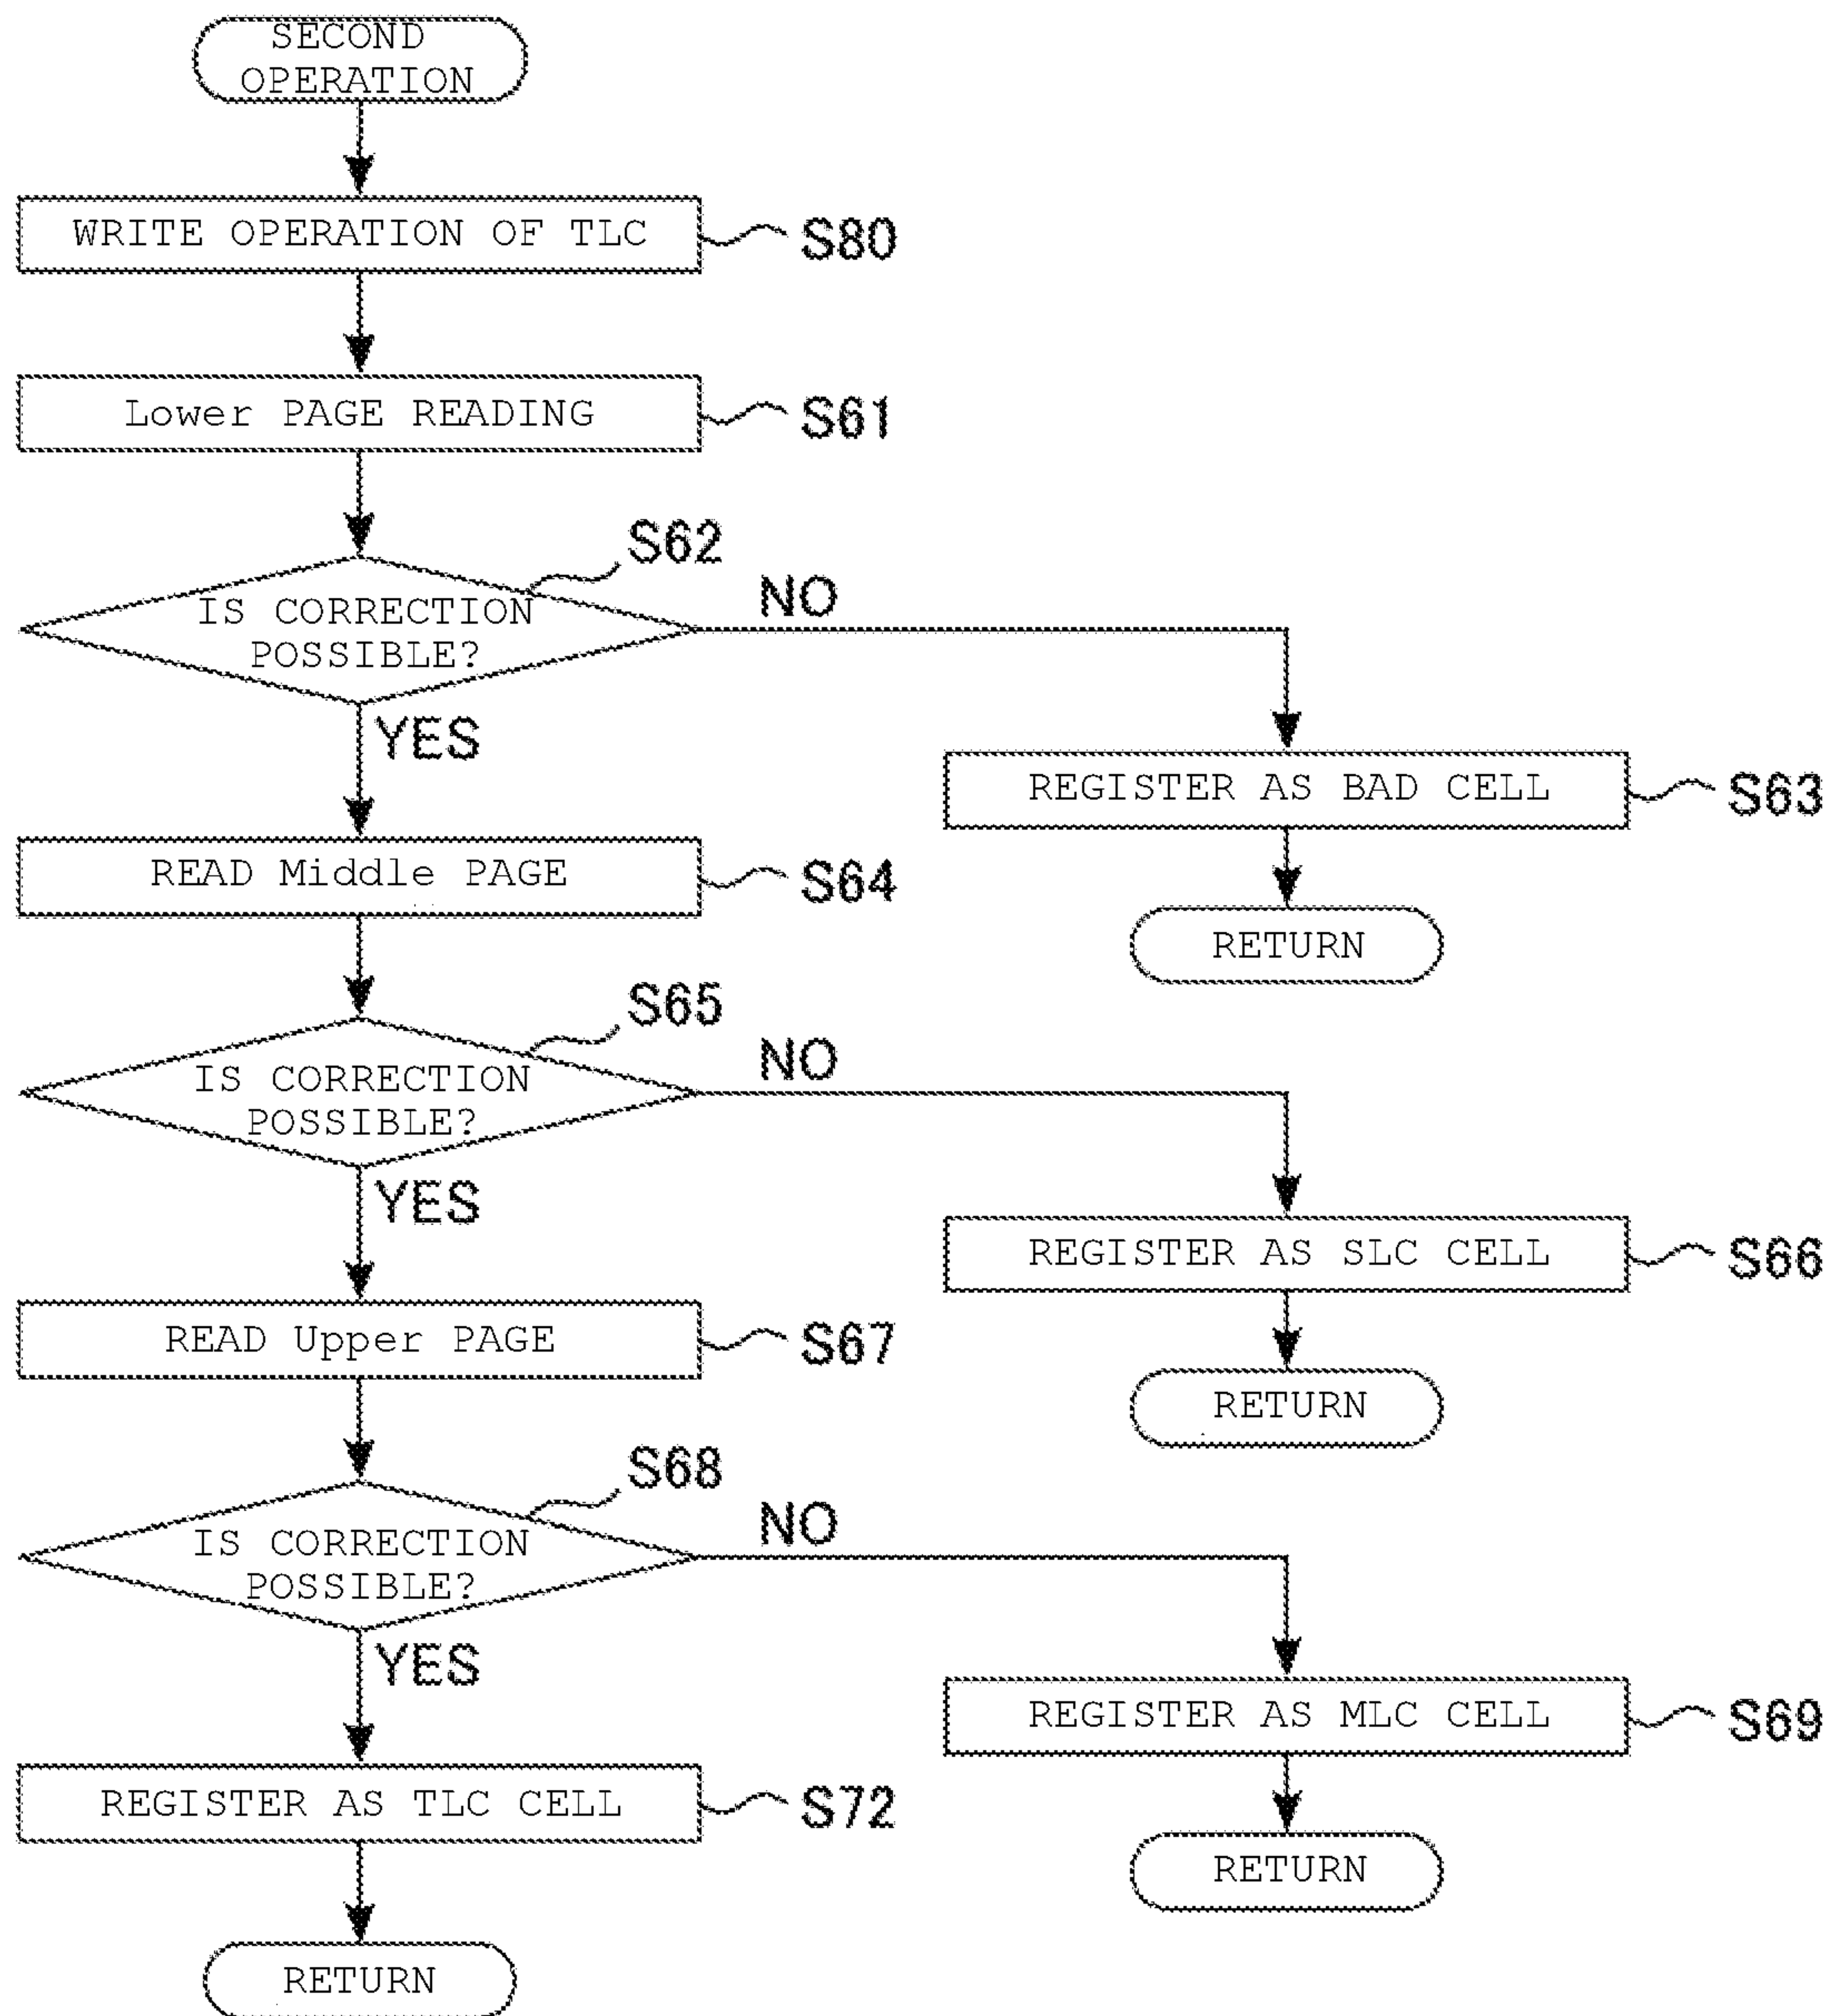 SECOND
OPERATION
WRITE OPERATION OF TLC
S80
Lower PAGE READING
S61
S62
IS CORRECTION
POSSIBLE?
NO
YES
REGISTER AS BAD CELL
S63
READ Middle PAGE
S64
RETURN
S65
IS CORRECTION
POSSIBLE?
NO
YES
REGISTER AS SLC CELL
S66
READ Upper PAGE
S67
RETURN
S68
IS CORRECTION
POSSIBLE?
NO
YES
REGISTER AS MLC CELL
S69
REGISTER AS TLC CELL
S72
RETURN
RETURN